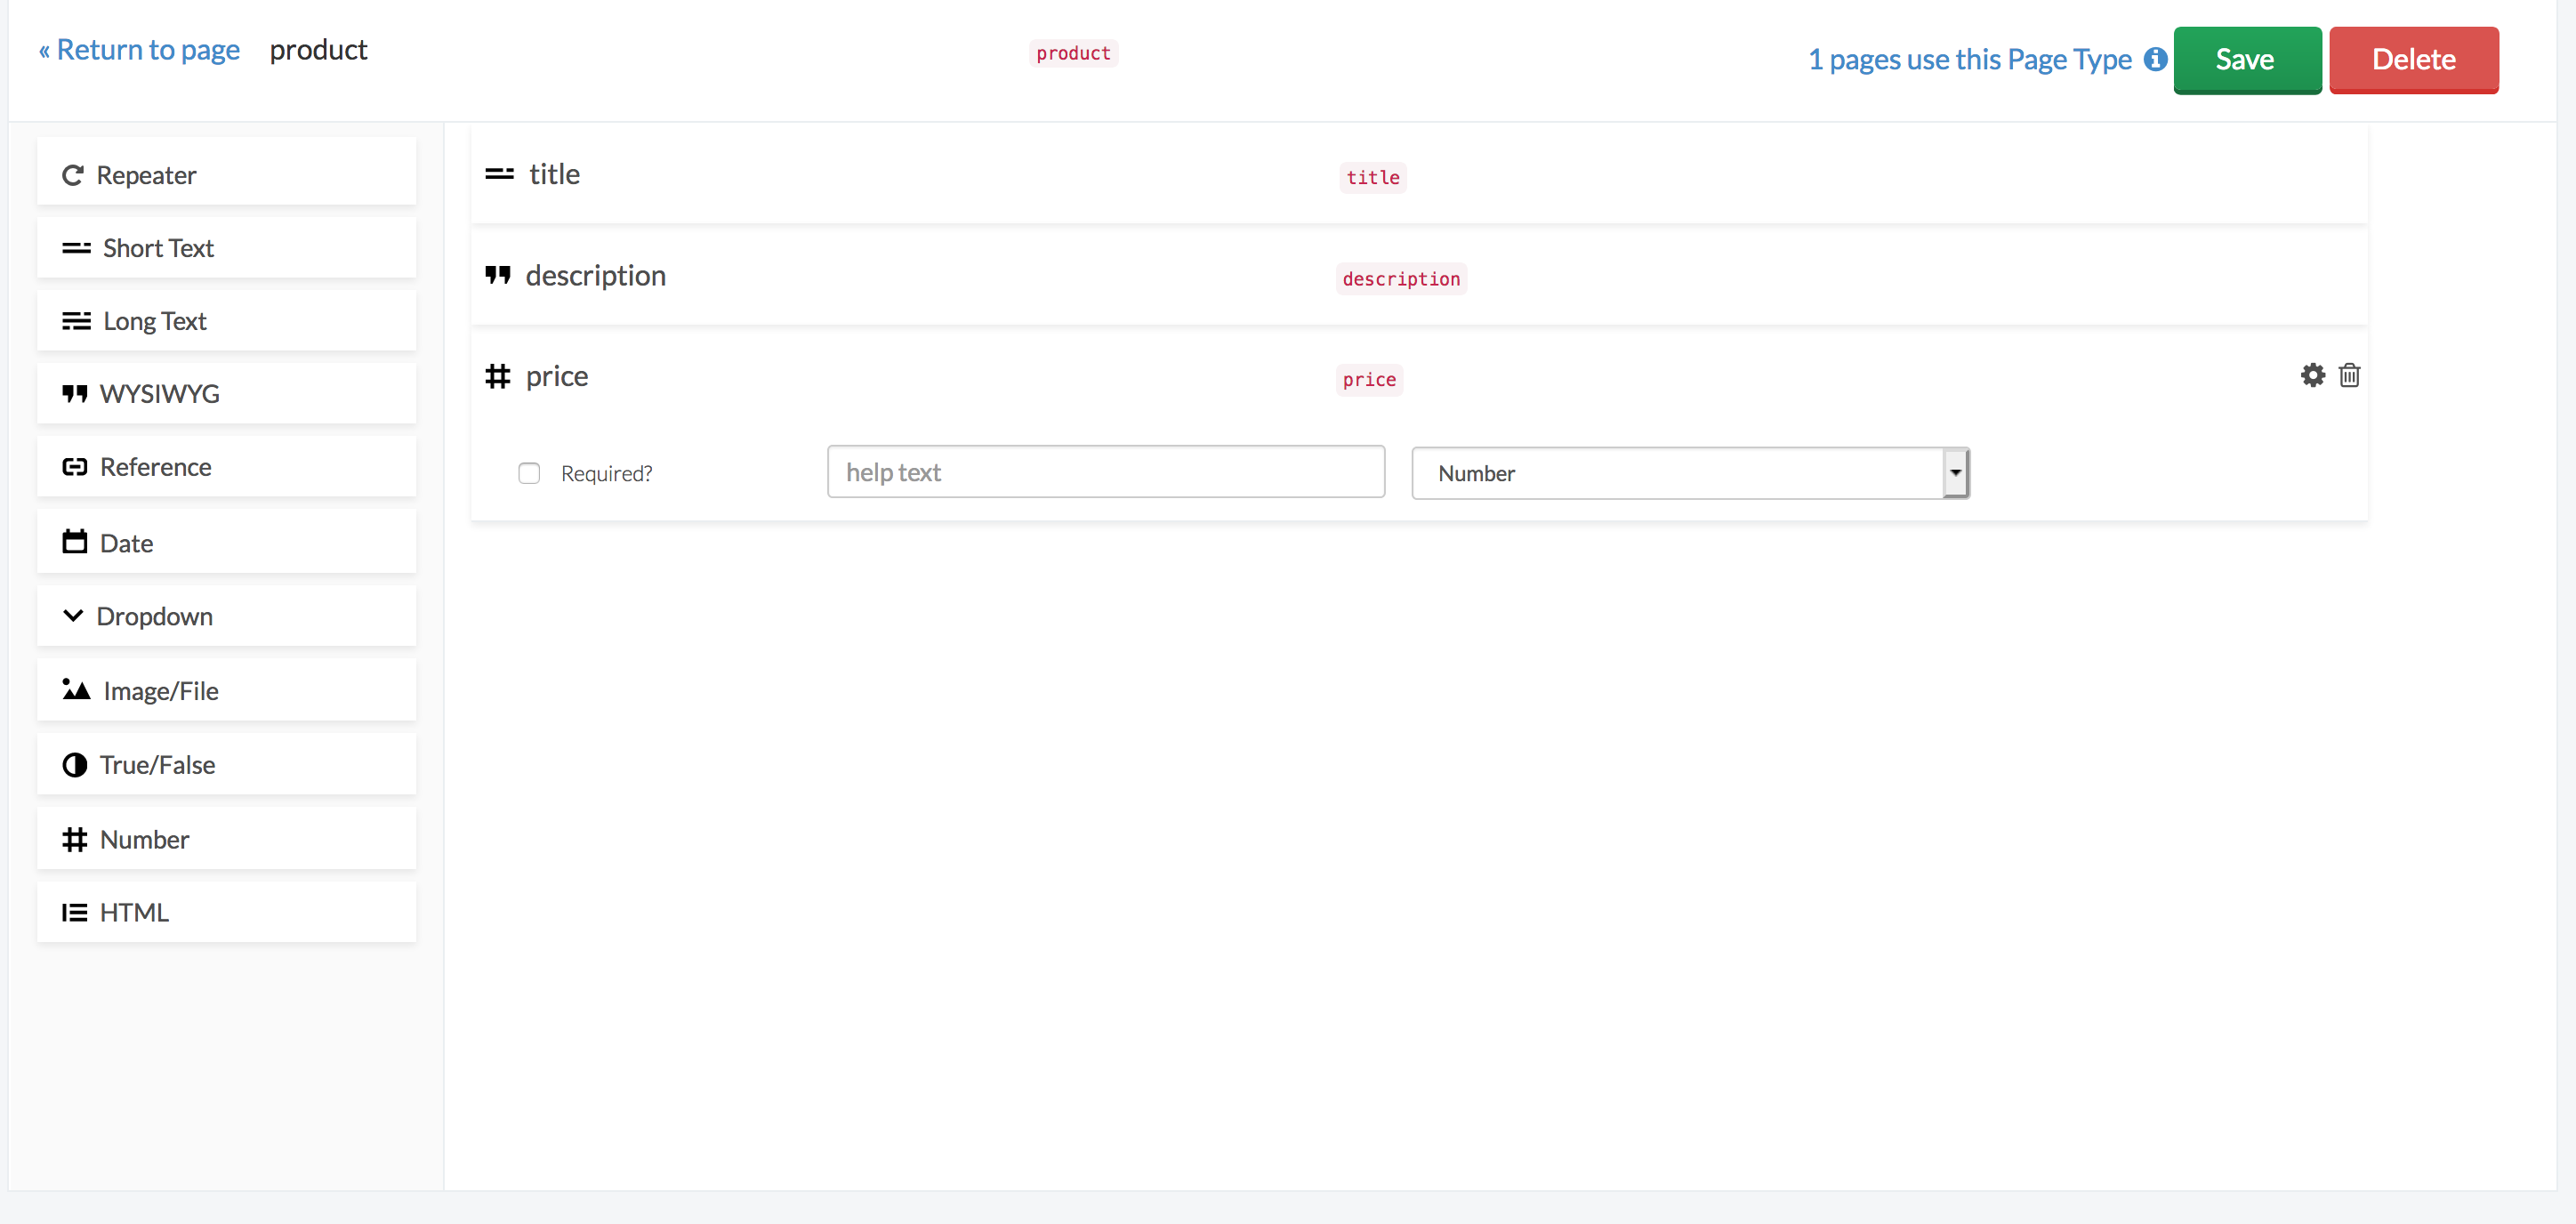 « Return to page product product 1 pages use this Page Type Save Delete
Repeater
Short Text
Long Text
WYSIWYG
Reference
Date
Dropdown
Image/File
True/False
Number
HTML
title title
description description
price price
Required? help text Number